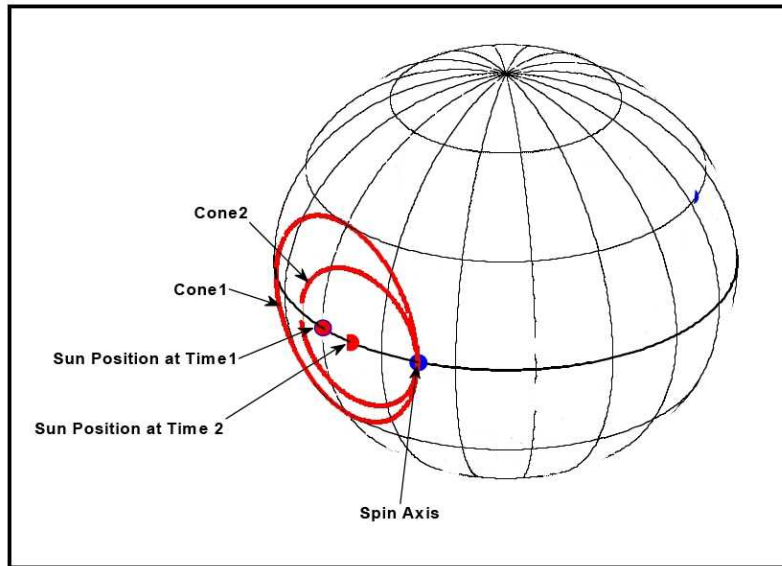 Cone2
Cone1
Sun Position at Time1
Sun Position at Time 2
Spin Axis